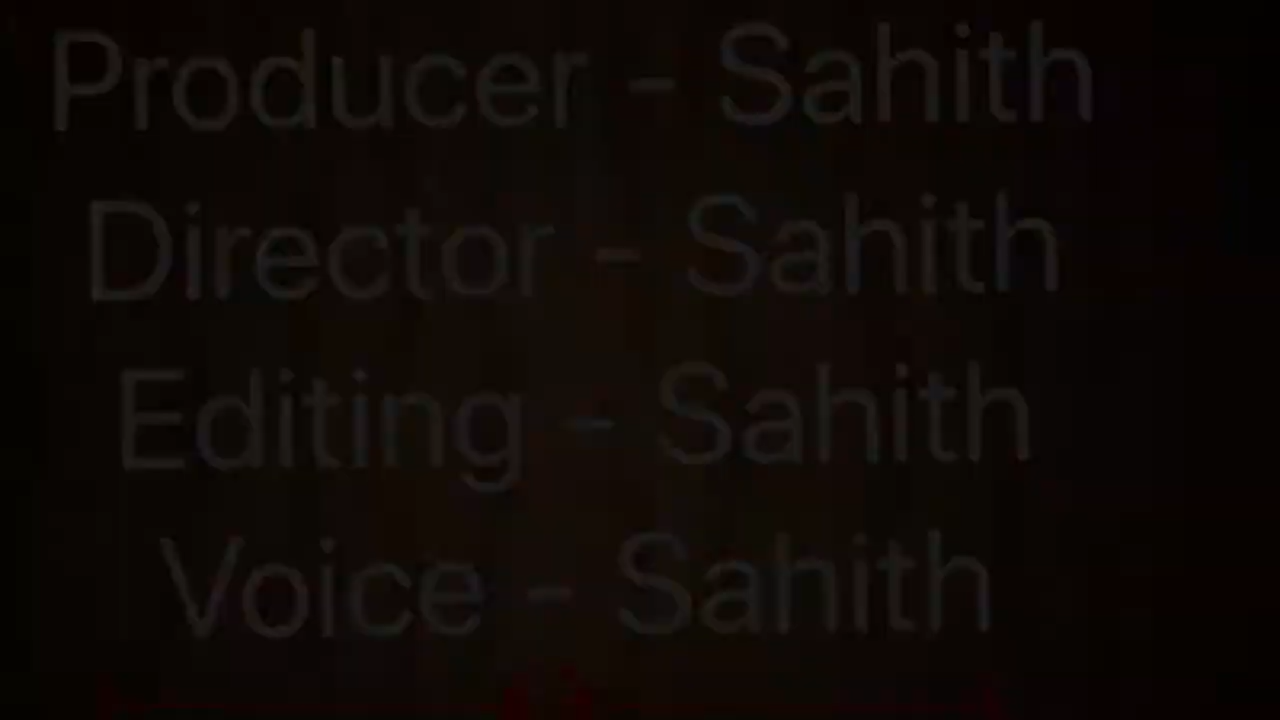 Producer - Sahith
Director - Sahith
Editing - Sahith
Voice - Sahith